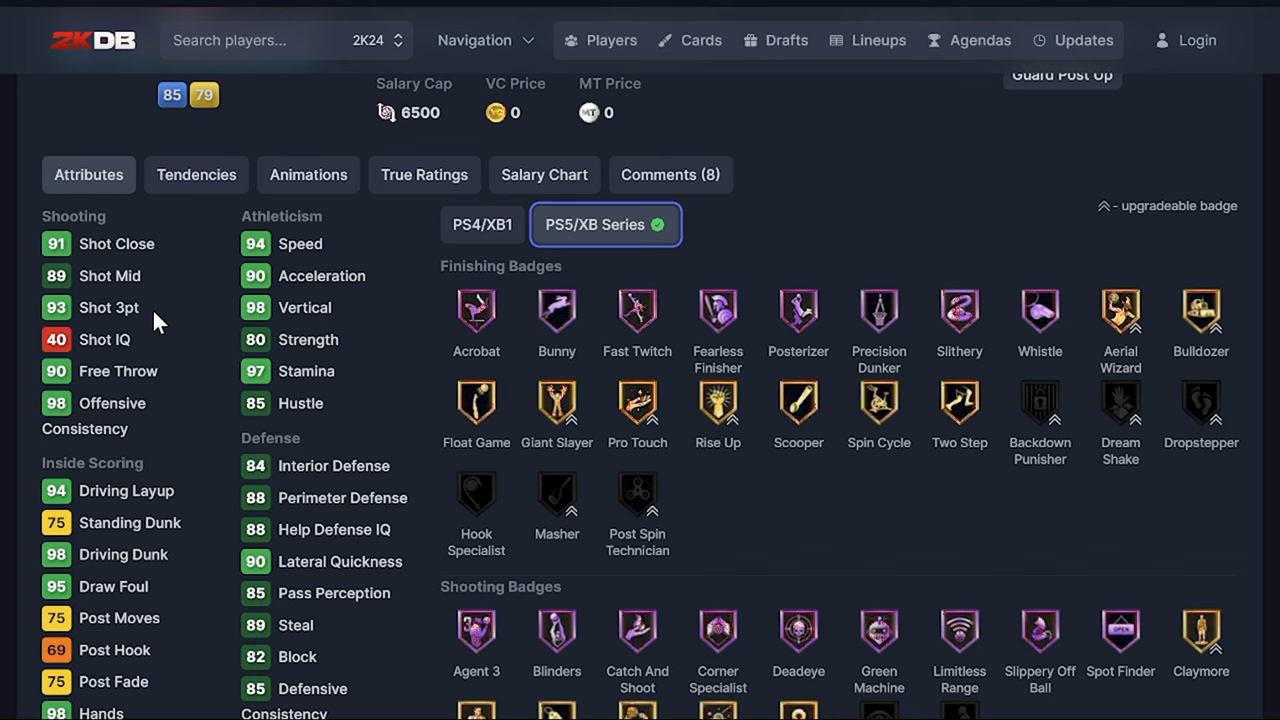 2KDB
Search players...
2K24
Navigation
Players
Cards
Drafts
Lineups
Agendas
Updates
Login
85
79
Salary Cap
6500
VC Price
VC
0
MT Price
MT
0
Guard Post Up
Attributes
Tendencies
Animations
True Ratings
Salary Chart
Comments (8)
Shooting
91 Shot Close
89 Shot Mid
93 Shot 3pt
40 Shot IQ
90 Free Throw
98 Offensive
Consistency
Inside Scoring
94 Driving Layup
75 Standing Dunk
98 Driving Dunk
95 Draw Foul
75 Post Moves
69 Post Hook
75 Post Fade
98 Hands
Athleticism
94 Speed
90 Acceleration
98 Vertical
80 Strength
97 Stamina
85 Hustle
Defense
84 Interior Defense
88 Perimeter Defense
88 Help Defense IQ
90 Lateral Quickness
85 Pass Perception
89 Steal
82 Block
85 Defensive
Consistency
PS4/XB1
PS5/XB Series
- upgradeable badge
Finishing Badges
Acrobat
Bunny
Fast Twitch
Fearless
Finisher
Posterizer
Precision
Dunker
Slithery
Whistle
Aerial
Wizard
Bulldozer
Float Game
Giant Slayer
Pro Touch
Rise Up
Scooper
Spin Cycle
Two Step
Backdown
Punisher
Dream
Shake
Dropstepper
Hook
Specialist
Masher
Post Spin
Technician
Shooting Badges
Agent 3
Blinders
Catch And
Shoot
Corner
Specialist
Deadeye
Green
Machine
Limitless
Range
Slippery Off
Ball
OPEN
Spot Finder
Claymore